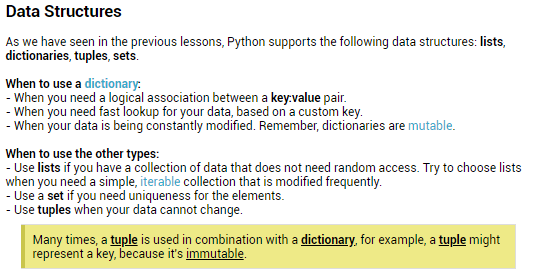 Data Structures
As we have seen in the previous lessons, Python supports the following data structures: lists,
dictionaries, tuples, sets.
When to use a dictionary:
- When you need a logical association between a key:value pair.
- When you need fast lookup for your data, based on a custom key.
- When your data is being constantly modified. Remember, dictionaries are mutable.
When to use the other types:
- Use lists if you have a collection of data that does not need random access. Try to choose lists
when you need a simple, iterable collection that is modified frequently.
- Use a set if you need uniqueness for the elements.
- Use tuples when your data cannot change.
Many times, a tuple is used in combination with a dictionary, for example, a tuple might
represent a key, because it's immutable.